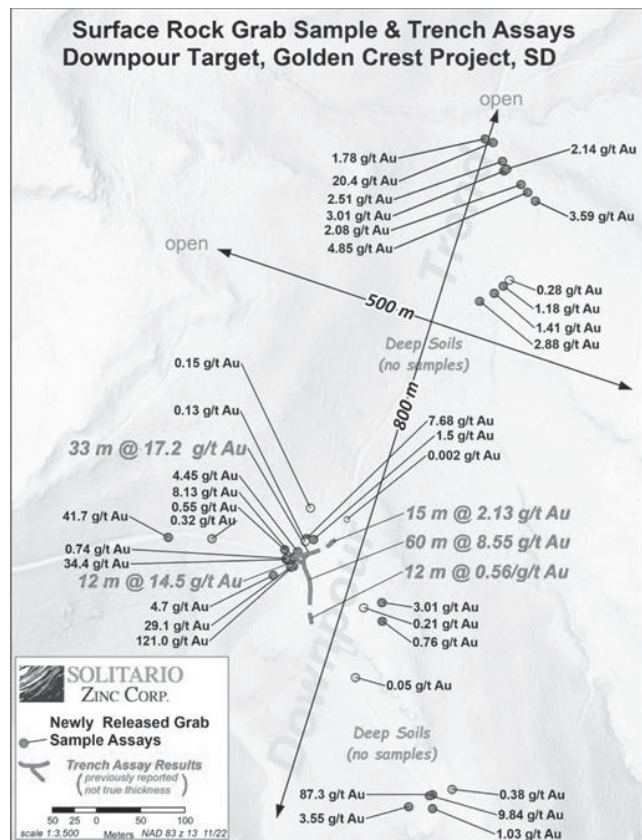 Surface Rock Grab Sample & Trench Assays
Downpour Target, Golden Crest Project, SD
open
1.78 g/t Au
2.14 g/t Au
20.4 g/t Au
2.51 g/t Au
3.01 g/t Au
2.08 g/t Au
4.85 g/t Au
3.59 g/t Au
Trend
open
500 m
0.28 g/t Au
1.18 g/t Au
1.41 g/t Au
2.88 g/t Au
Deep Soils
(no samples)
800 m
0.15 g/t Au
0.13 g/t Au
7.68 g/t Au
1.5 g/t Au
0.002 g/t Au
33 m @ 17.2 g/t Au
4.45 g/t Au
8.13 g/t Au
0.55 g/t Au
0.32 g/t Au
41.7 g/t Au
15 m @ 2.13 g/t Au
60 m @ 8.55 g/t Au
12 m @ 0.56/g/t Au
0.74 g/t Au
34.4 g/t Au
12 m @ 14.5 g/t Au
4.7 g/t Au
29.1 g/t Au
121.0 g/t Au
3.01 g/t Au
0.21 g/t Au
0.76 g/t Au
Downpour
0.05 g/t Au
Deep Soils
(no samples)
87.3 g/t Au
3.55 g/t Au
0.38 g/t Au
9.84 g/t Au
1.03 g/t Au
SOLITARIO
ZINC CORP.
Newly Released Grab
Sample Assays
Trench Assay Results
(previously reported
not true thickness)
50 25 0 50 100
scale 1:3,500 Meters NAD 83 z 13 11/22